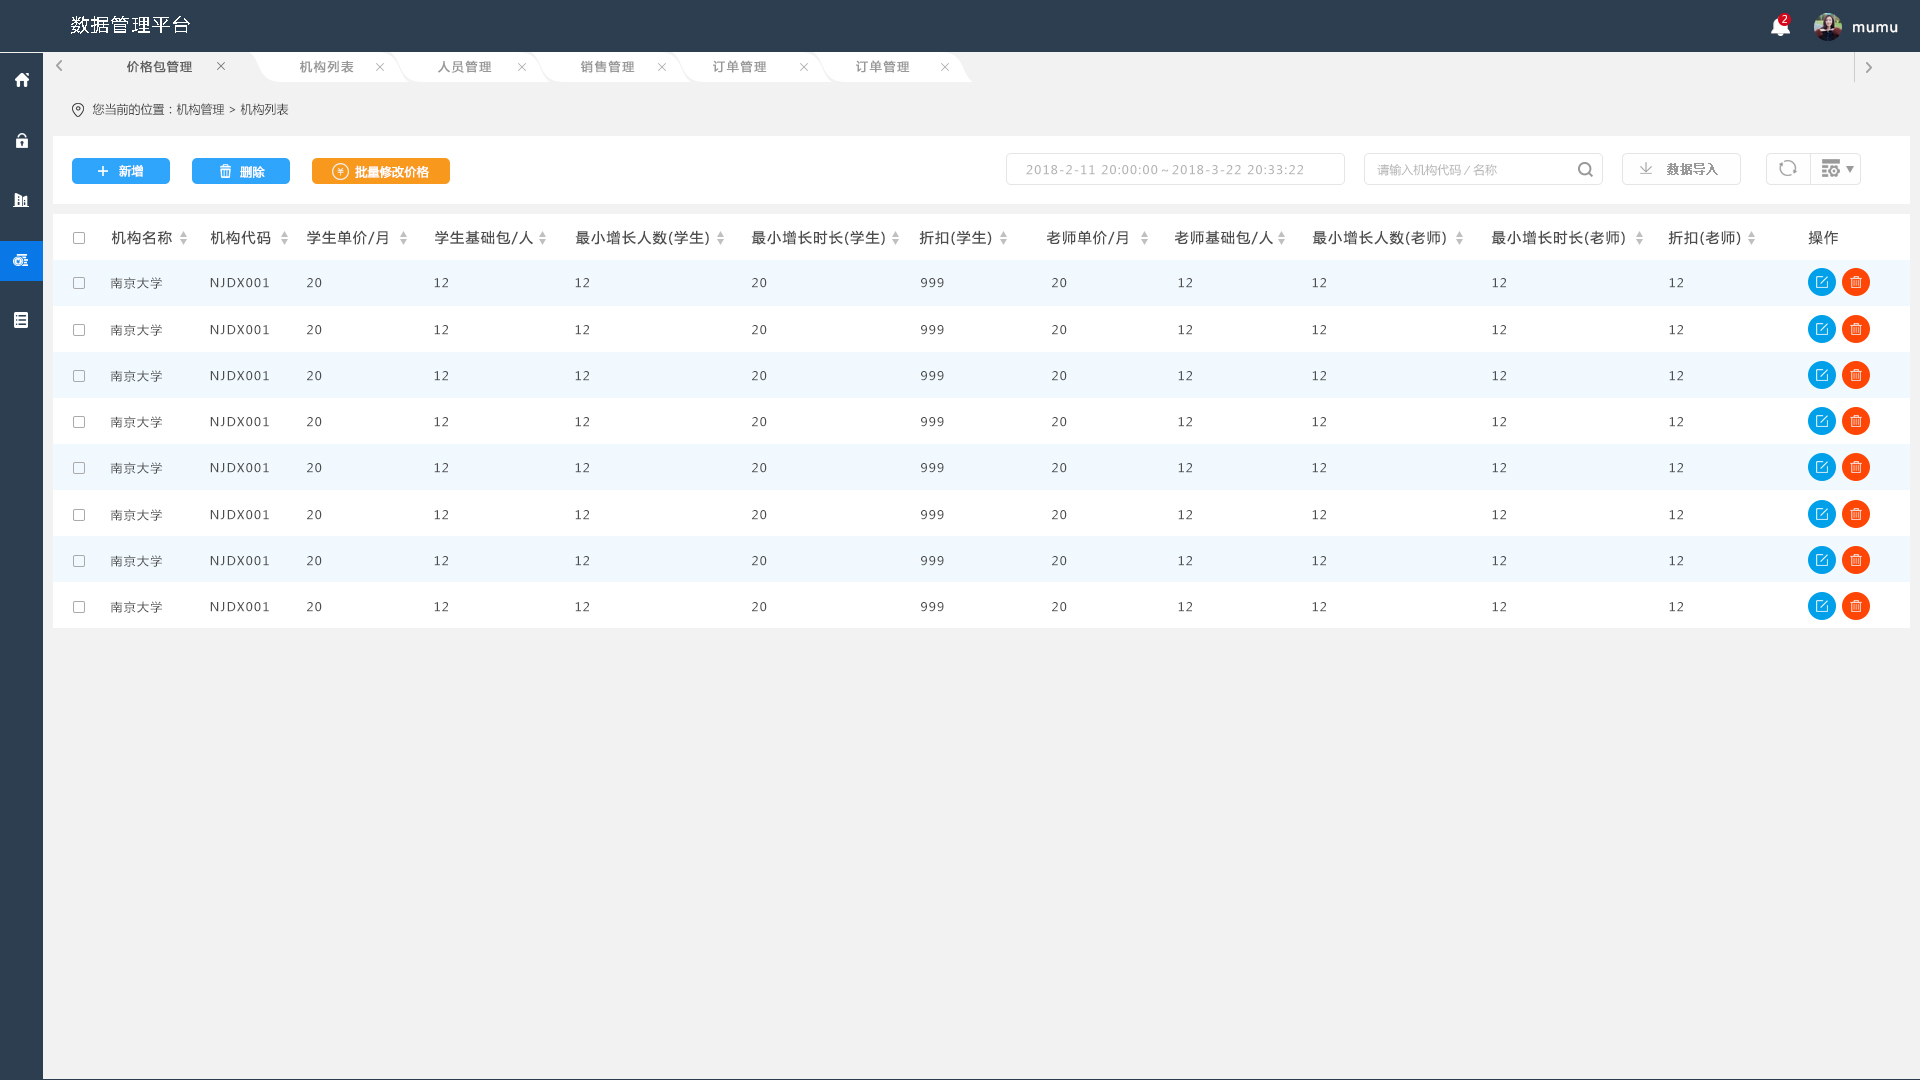 数据管理平台
2
mumu
价格包管理 机构列表 人员管理 销售管理 订单管理 订单管理
您当前的位置：机构管理 > 机构列表
新增 删除 批量修改价格 2018-2-11 20:00:00～2018-3-22 20:33:22 请输入机构代码 / 名称 数据导入
机构名称 机构代码 学生单价/月 学生基础包/人 最小增长人数(学生) 最小增长时长(学生) 折扣(学生) 老师单价/月 老师基础包/人 最小增长人数(老师) 最小增长时长(老师) 折扣(老师) 操作
南京大学 NJDX001 20 12 12 20 999 20 12 12 12 12
南京大学 NJDX001 20 12 12 20 999 20 12 12 12 12
南京大学 NJDX001 20 12 12 20 999 20 12 12 12 12
南京大学 NJDX001 20 12 12 20 999 20 12 12 12 12
南京大学 NJDX001 20 12 12 20 999 20 12 12 12 12
南京大学 NJDX001 20 12 12 20 999 20 12 12 12 12
南京大学 NJDX001 20 12 12 20 999 20 12 12 12 12
南京大学 NJDX001 20 12 12 20 999 20 12 12 12 12